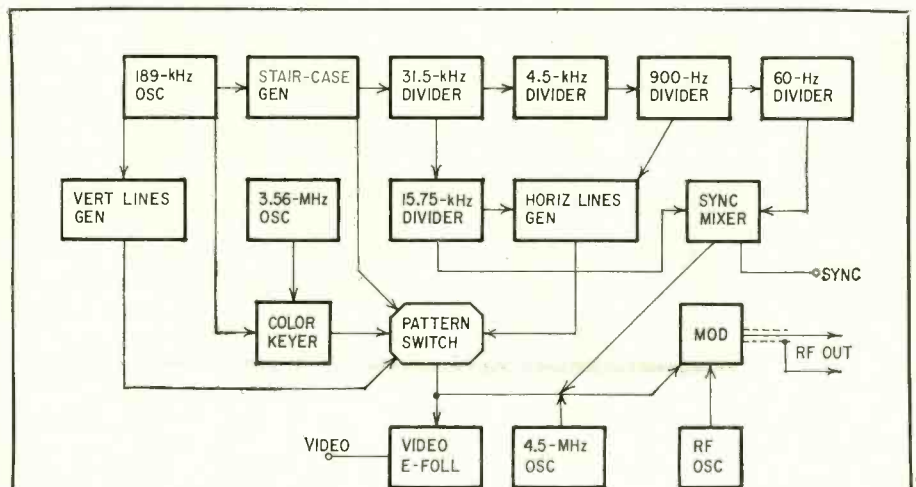 189-kHz
OSC
STAIR-CASE
GEN
31.5-kHz
DIVIDER
4.5-kHz
DIVIDER
900-Hz
DIVIDER
60-Hz
DIVIDER
VERT LINES
GEN
3.56-MHz
OSC
15.75-kHz
DIVIDER
HORIZ LINES
GEN
SYNC
MIXER
SYNC
COLOR
KEYER
PATTERN
SWITCH
MOD
RF OUT
VIDEO
VIDEO
E-FOLL
4.5-MHz
OSC
RF
OSC